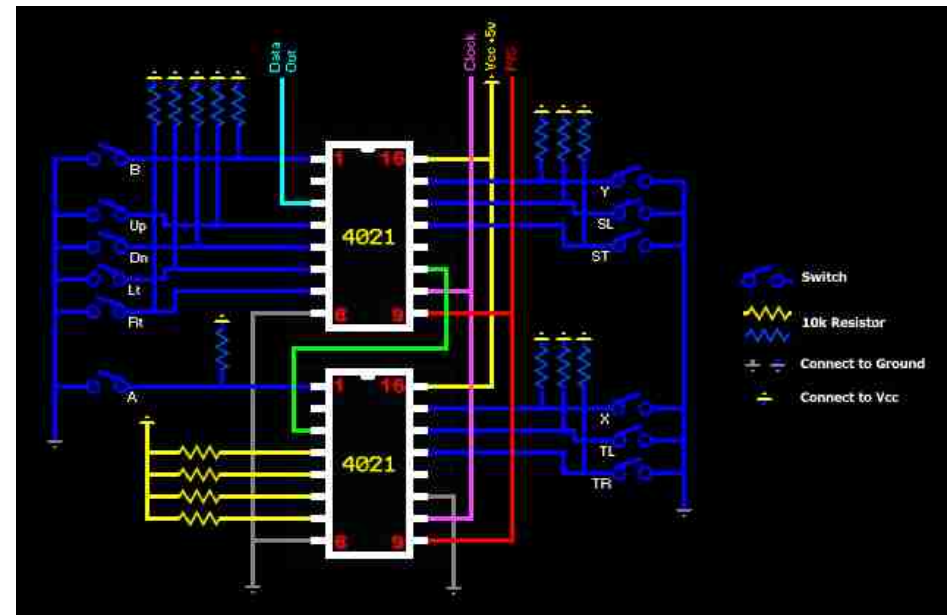 Data
Out
Clock
Vcc +5v
P/S
B
Up
Dn
Lt
Rt
A
1 16
4021
8 9
1 16
4021
8 9
Y
SL
ST
X
TL
TR
Switch
10k Resistor
Connect to Ground
Connect to Vcc